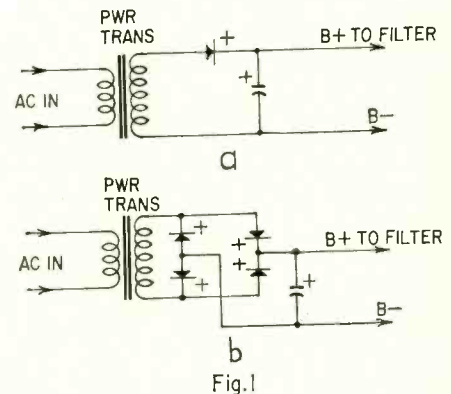 PWR
TRANS
+
B+ TO FILTER
+
AC IN
B-
a
PWR
TRANS
+
+
B+ TO FILTER
AC IN
+
+
+
B-
b
Fig.1